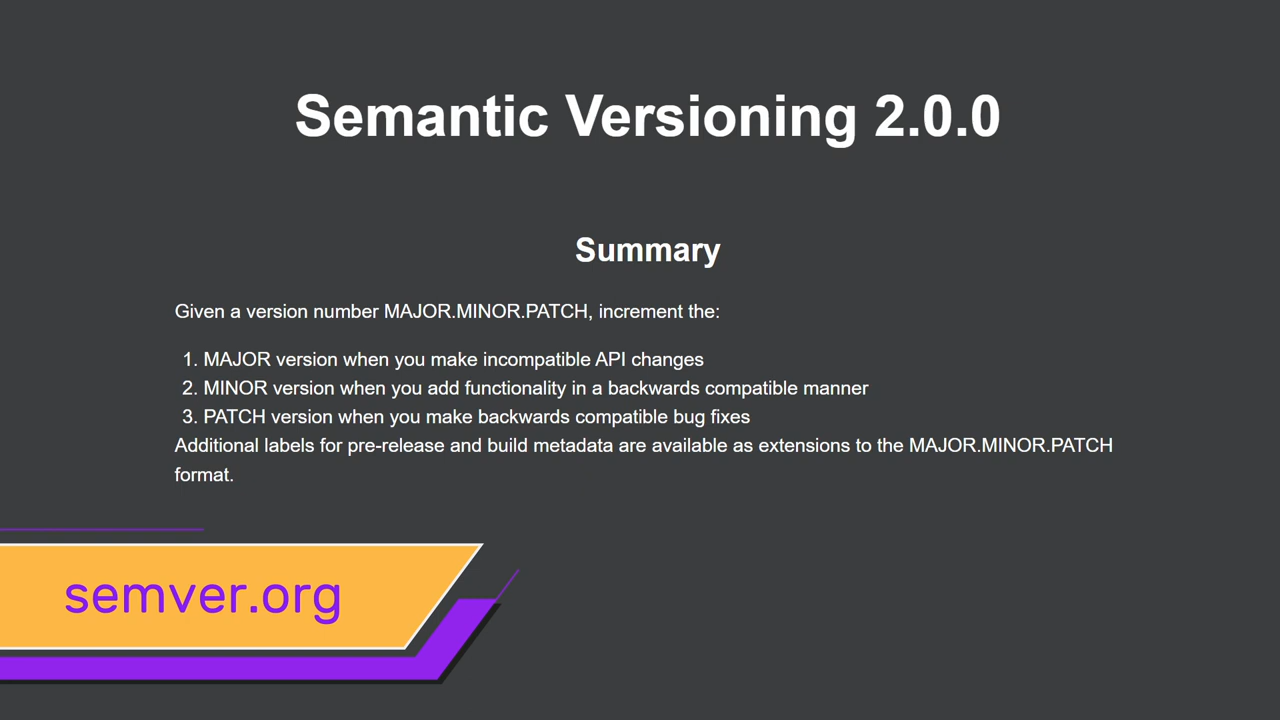 Semantic Versioning 2.0.0
Summary
Given a version number MAJOR.MINOR.PATCH, increment the:
1. MAJOR version when you make incompatible API changes
2. MINOR version when you add functionality in a backwards compatible manner
3. PATCH version when you make backwards compatible bug fixes
Additional labels for pre-release and build metadata are available as extensions to the MAJOR.MINOR.PATCH
format.
semver.org